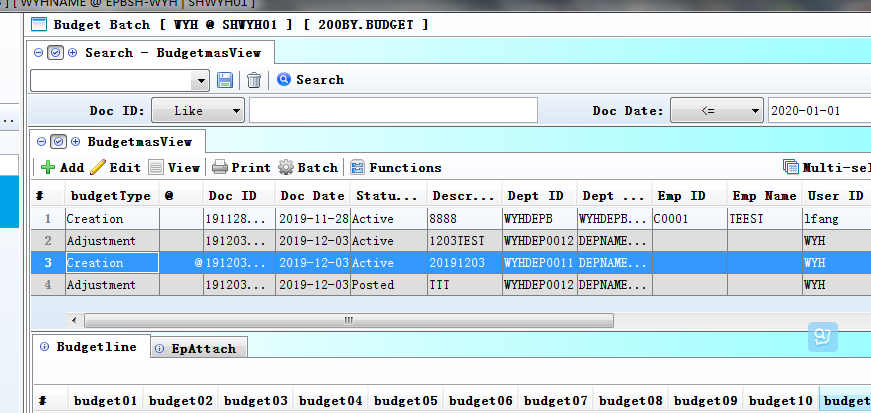 ] [ WYHNAME @ EPBSH-WYH | SHWYH01 ]
Budget Batch [ WYH @ SHWYH01 ] [ 200BY.BUDGET ]
Search - BudgetmasView
Search
Doc ID: Like Doc Date: <= 2020-01-01
..
BudgetmasView
Add Edit View Print Batch Functions Multi-sel
# budgetType @ Doc ID Doc Date Statu... Descr... Dept ID Dept ... Emp ID Emp Name User ID
1 Creation 191128... 2019-11-28 Active 8888 WYHDEPB WYHDEPB... C0001 TEEST lfang
2 Adjustment 191203... 2019-12-03 Active 1203TEST WYHDEP0012 DEPNAME... WYH
3 Creation @ 191203... 2019-12-03 Active 20191203 WYHDEP0011 DEPNAME... WYH
4 Adjustment 191203... 2019-12-03 Posted TTT WYHDEP0012 DEPNAME... WYH
Budgetline EpAttach
# budget01 budget02 budget03 budget04 budget05 budget06 budget07 budget08 budget09 budget10 budget